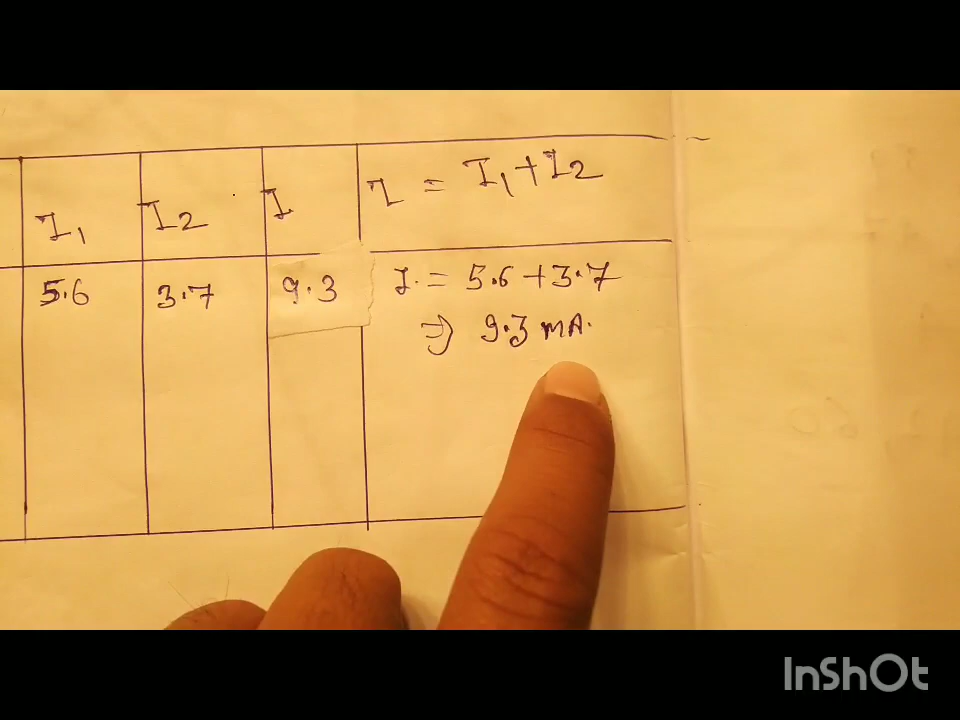 I1 I2 I I = I1+I2
5.6 3.7 9.3 I. = 5.6+3.7
⇒ 9.3 mA.
InShOt